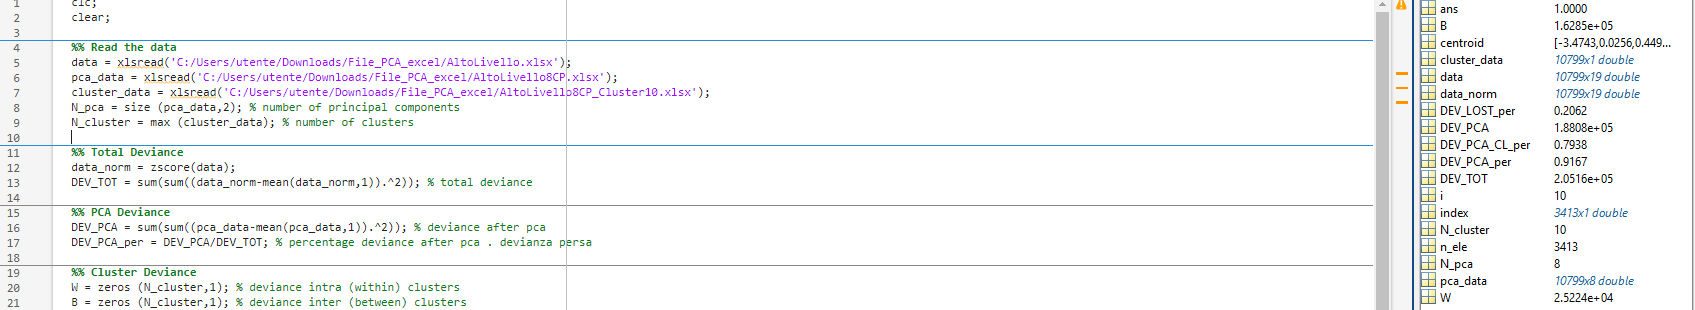 1 clc;
2 clear;
3
4 %% Read the data
5 data = xlsread('C:/Users/utente/Downloads/File_PCA_excel/AltoLivello.xlsx');
6 pca_data = xlsread('C:/Users/utente/Downloads/File_PCA_excel/AltoLivello8CP.xlsx');
7 cluster_data = xlsread('C:/Users/utente/Downloads/File_PCA_excel/AltoLivello8CP_Cluster10.xlsx');
8 N_pca = size (pca_data,2); % number of principal components
9 N_cluster = max (cluster_data); % number of clusters
10
11 %% Total Deviance
12 data_norm = zscore(data);
13 DEV_TOT = sum(sum((data_norm-mean(data_norm,1)).^2)); % total deviance
14
15 %% PCA Deviance
16 DEV_PCA = sum(sum((pca_data-mean(pca_data,1)).^2)); % deviance after pca
17 DEV_PCA_per = DEV_PCA/DEV_TOT; % percentage deviance after pca . devianza persa
18
19 %% Cluster Deviance
20 W = zeros (N_cluster,1); % deviance intra (within) clusters
21 B = zeros (N_cluster,1); % deviance inter (between) clusters
ans 1.0000
B 1.6285e+05
centroid [-3.4743,0.0256,0.449...
cluster_data 10799x1 double
data 10799x19 double
data_norm 10799x19 double
DEV_LOST_per 0.2062
DEV_PCA 1.8808e+05
DEV_PCA_CL_per 0.7938
DEV_PCA_per 0.9167
DEV_TOT 2.0516e+05
i 10
index 3413x1 double
N_cluster 10
n_ele 3413
N_pca 8
pca_data 10799x8 double
W 2.5224e+04